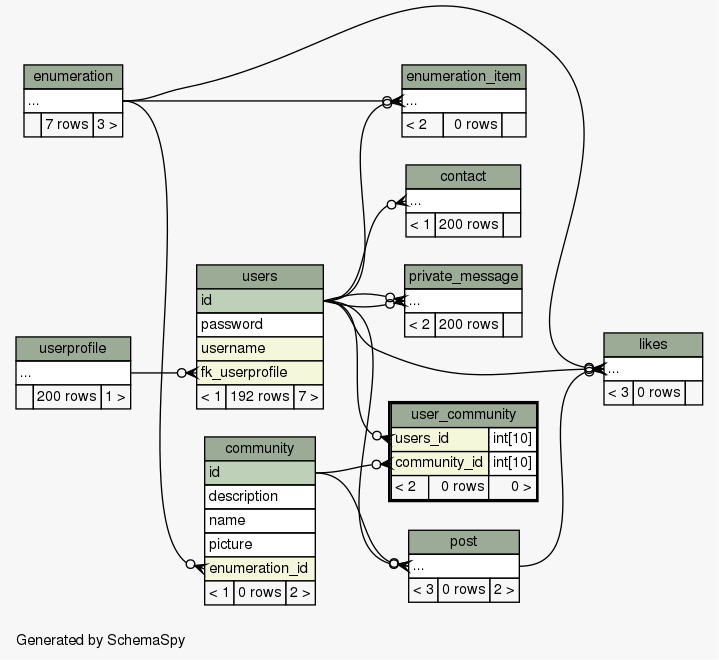 enumeration
...
7 rows 3 >
enumeration_item
...
< 2 0 rows
contact
...
< 1 200 rows
users
id
password
username
fk_userprofile
< 1 192 rows 7 >
private_message
...
< 2 200 rows
userprofile
...
200 rows 1 >
likes
...
< 3 0 rows
user_community
users_id int[10]
community_id int[10]
< 2 0 rows 0 >
community
id
description
name
picture
enumeration_id
< 1 0 rows 2 >
post
...
< 3 0 rows 2 >
Generated by SchemaSpy